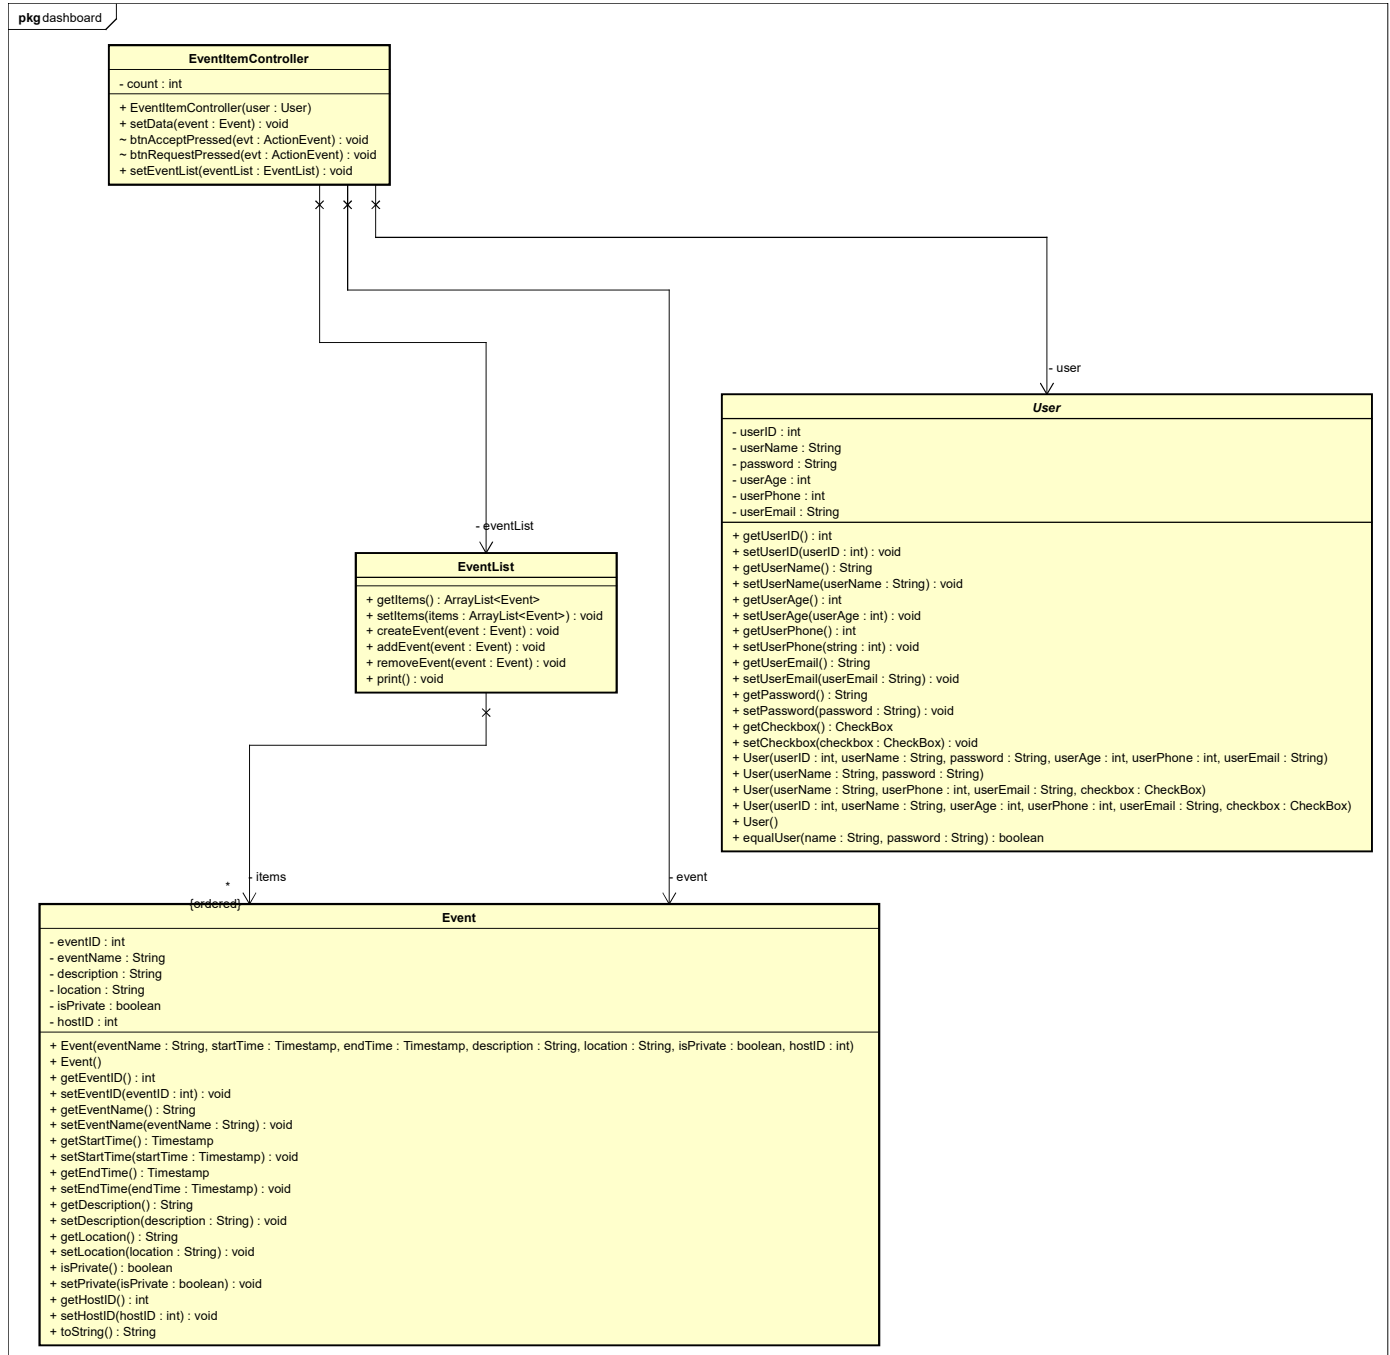 pkg dashboard
EventItemController
- count : int
+ EventItemController(user : User)
+ setData(event : Event) : void
~ btnAcceptPressed(evt : ActionEvent) : void
~ btnRequestPressed(evt : ActionEvent) : void
+ setEventList(eventList : EventList) : void
- user
User
- userID : int
- userName : String
- password : String
- userAge : int
- userPhone : int
- userEmail : String
+ getUserID() : int
+ setUserID(userID : int) : void
+ getUserName() : String
+ setUserName(userName : String) : void
+ getUserAge() : int
+ setUserAge(userAge : int) : void
+ getUserPhone() : int
+ setUserPhone(string : int) : void
+ getUserEmail() : String
+ setUserEmail(userEmail : String) : void
+ getPassword() : String
+ setPassword(password : String) : void
+ getCheckbox() : CheckBox
+ setCheckbox(checkbox : CheckBox) : void
+ User(userID : int, userName : String, password : String, userAge : int, userPhone : int, userEmail : String)
+ User(userName : String, password : String)
+ User(userName : String, userPhone : int, userEmail : String, checkbox : CheckBox)
+ User(userID : int, userName : String, userAge : int, userPhone : int, userEmail : String, checkbox : CheckBox)
+ User()
+ equalUser(name : String, password : String) : boolean
- eventList
EventList
+ getItems() : ArrayList<Event>
+ setItems(items : ArrayList<Event>) : void
+ createEvent(event : Event) : void
+ addEvent(event : Event) : void
+ removeEvent(event : Event) : void
+ print() : void
- items
*
{ordered}
- event
Event
- eventID : int
- eventName : String
- description : String
- location : String
- isPrivate : boolean
- hostID : int
+ Event(eventName : String, startTime : Timestamp, endTime : Timestamp, description : String, location : String, isPrivate : boolean, hostID : int)
+ Event()
+ getEventID() : int
+ setEventID(eventID : int) : void
+ getEventName() : String
+ setEventName(eventName : String) : void
+ getStartTime() : Timestamp
+ setStartTime(startTime : Timestamp) : void
+ getEndTime() : Timestamp
+ setEndTime(endTime : Timestamp) : void
+ getDescription() : String
+ setDescription(description : String) : void
+ getLocation() : String
+ setLocation(location : String) : void
+ isPrivate() : boolean
+ setPrivate(isPrivate : boolean) : void
+ getHostID() : int
+ setHostID(hostID : int) : void
+ toString() : String